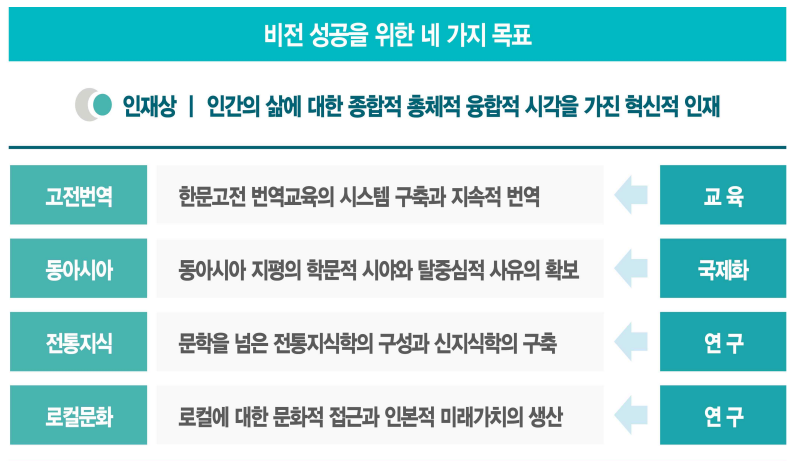 비전 성공을 위한 네 가지 목표
인재상 | 인간의 삶에 대한 종합적 총체적 융합적 시각을 가진 혁신적 인재
고전번역 한문고전 번역교육의 시스템 구축과 지속적 번역 교 육
동아시아 동아시아 지평의 학문적 시야와 탈중심적 사유의 확보 국제화
전통지식 문학을 넘은 전통지식학의 구성과 신지식학의 구축 연 구
로컬문화 로컬에 대한 문화적 접근과 인본적 미래가치의 생산 연 구